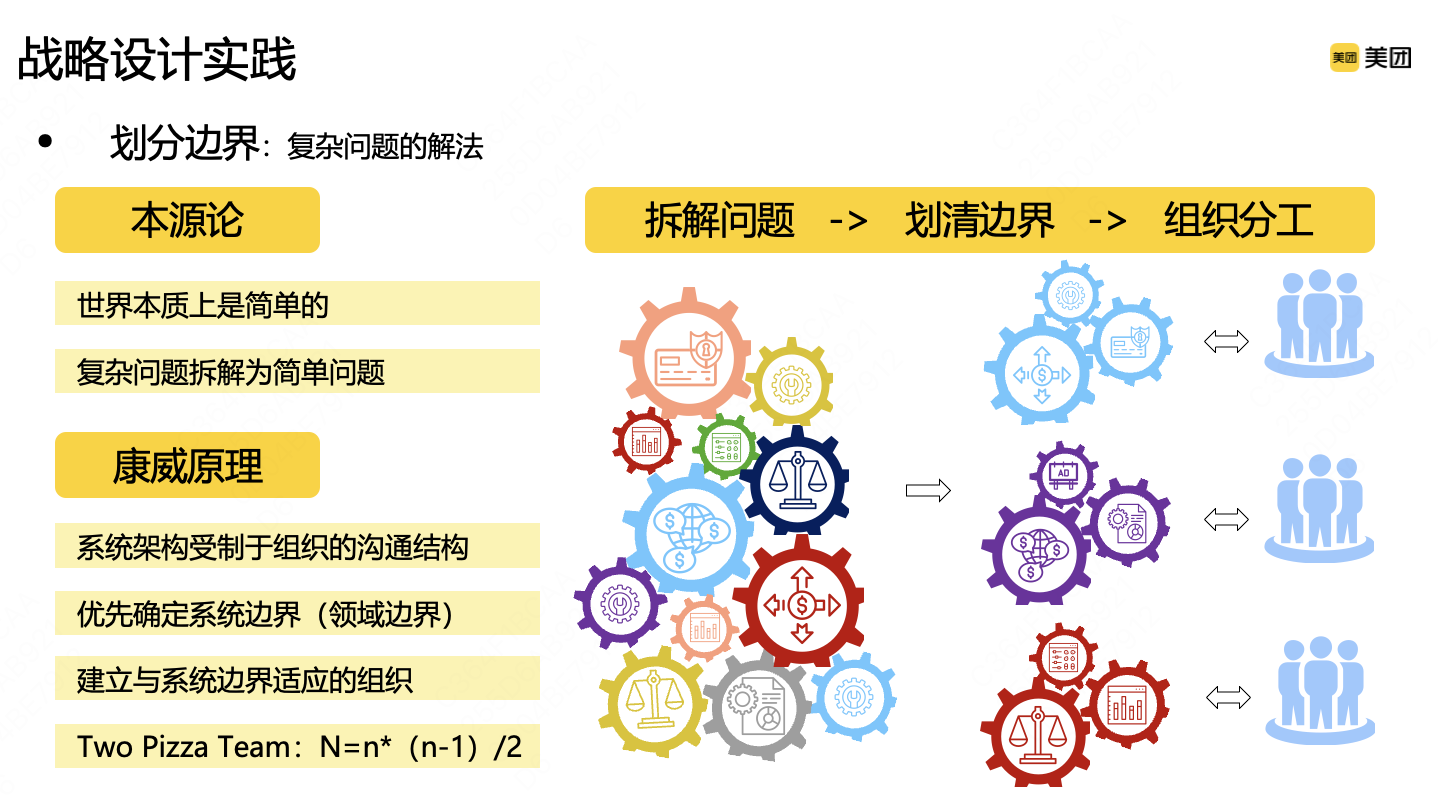 战略设计实践
美团 美团
• 划分边界：复杂问题的解法
本源论
世界本质上是简单的
复杂问题拆解为简单问题
康威原理
系统架构受制于组织的沟通结构
优先确定系统边界（领域边界）
建立与系统边界适应的组织
Two Pizza Team：N=n*（n-1）/2
拆解问题 -> 划清边界 -> 组织分工
$
$
$
$
$
AD
$
$
$